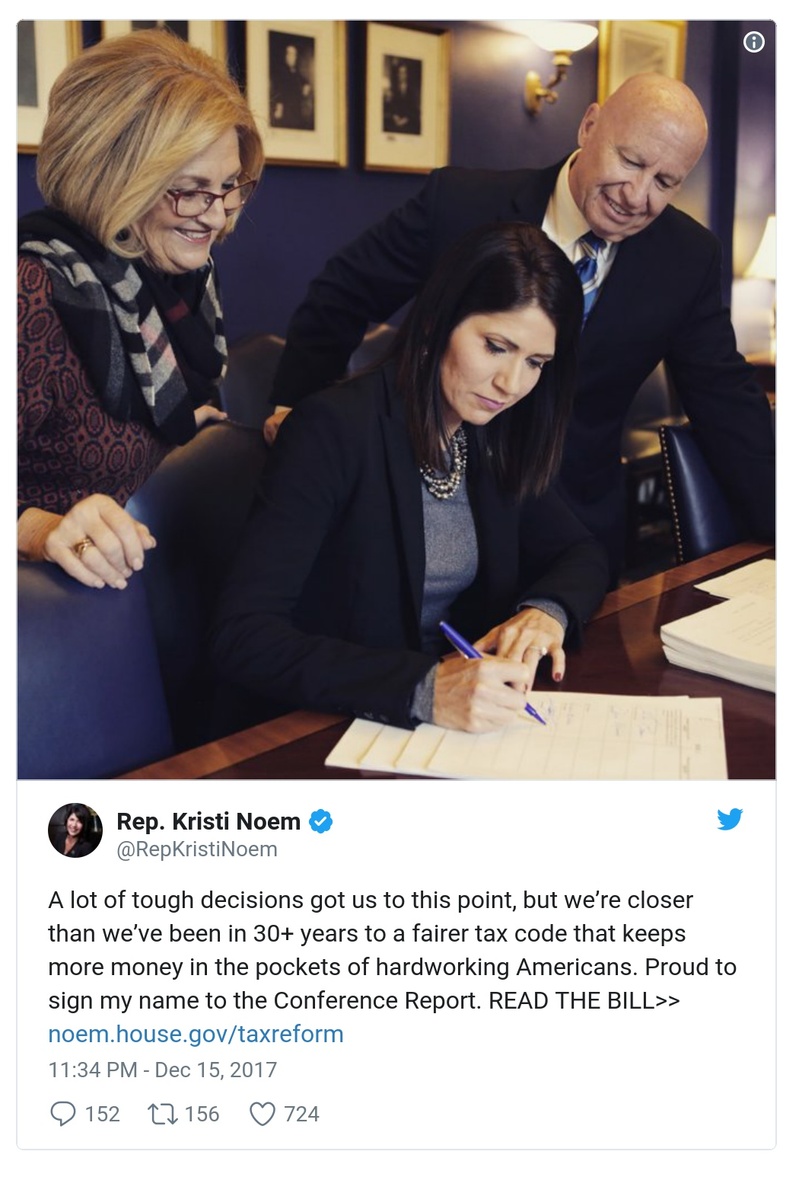 Rep. Kristi Noem
@RepKristiNoem
A lot of tough decisions got us to this point, but we’re closer
than we’ve been in 30+ years to a fairer tax code that keeps
more money in the pockets of hardworking Americans. Proud to
sign my name to the Conference Report. READ THE BILL>>
noem.house.gov/taxreform
11:34 PM - Dec 15, 2017
152 156 724